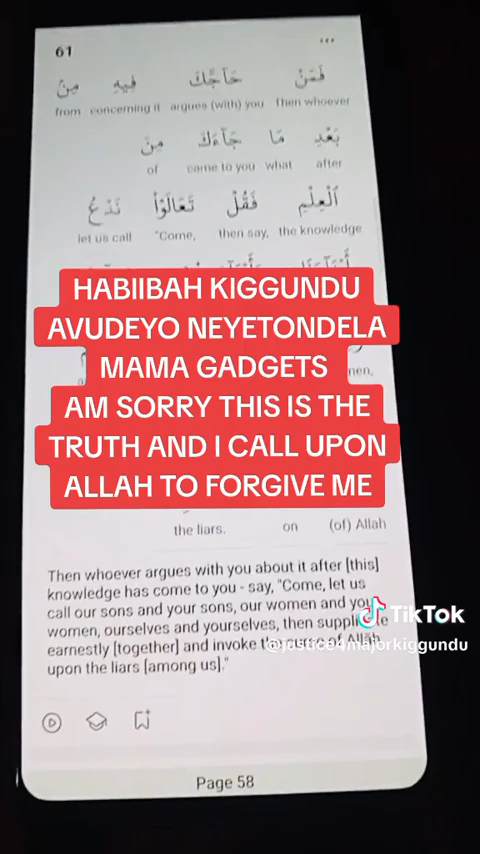 61
فَمَنْ حَآجَّكَ فِيهِ مِنۢ
from concerning it argues (with) you Then whoever
بَعْدِ مَا جَآءَكَ مِنَ
of came to you what after
ٱلْعِلْمِ فَقُلْ تَعَالَوْا۟ نَدْعُ
let us call "Come, then say, the knowledge
HABIIBAH KIGGUNDU
AVUDEYO NEYETONDELA
MAMA GADGETS
AM SORRY THIS IS THE
TRUTH AND I CALL UPON
ALLAH TO FORGIVE ME
the liars. on (of) Allah
Then whoever argues with you about it after [this]
knowledge has come to you - say, "Come, let us
call our sons and your sons, our women and your
women, ourselves and yourselves, then supplicate
earnestly [together] and invoke the curse of Allah
upon the liars [among us]."
TikTok
@justice4majorkiggundu
Page 58